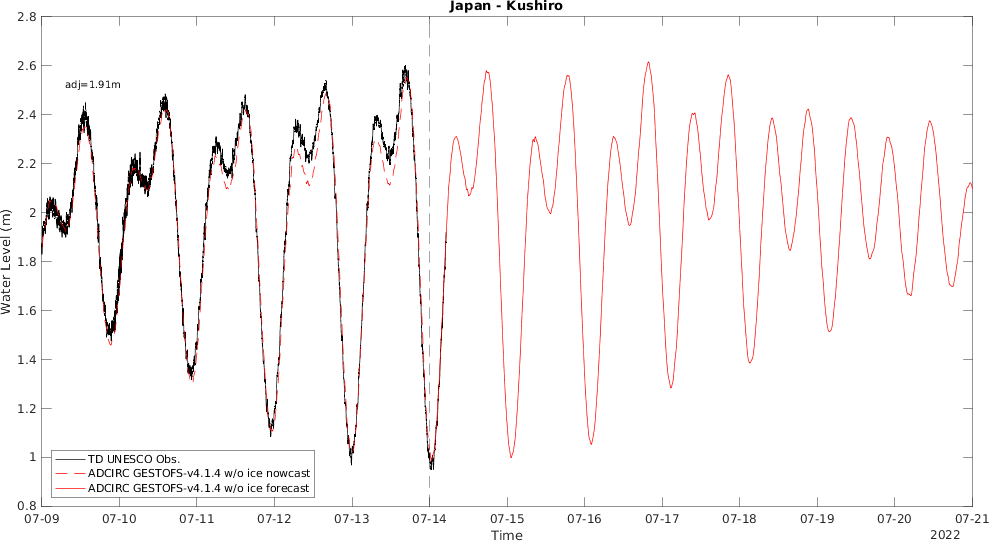 Japan - Kushiro
2.8
2.6
2.4
2.2
2
1.8
1.6
1.4
1.2
1
0.8
Water Level (m)
adj=1.91m
TD UNESCO Obs.
ADCIRC GESTOFS-v4.1.4 w/o ice nowcast
ADCIRC GESTOFS-v4.1.4 w/o ice forecast
07-09 07-10 07-11 07-12 07-13 07-14 07-15 07-16 07-17 07-18 07-19 07-20 07-21
Time
2022